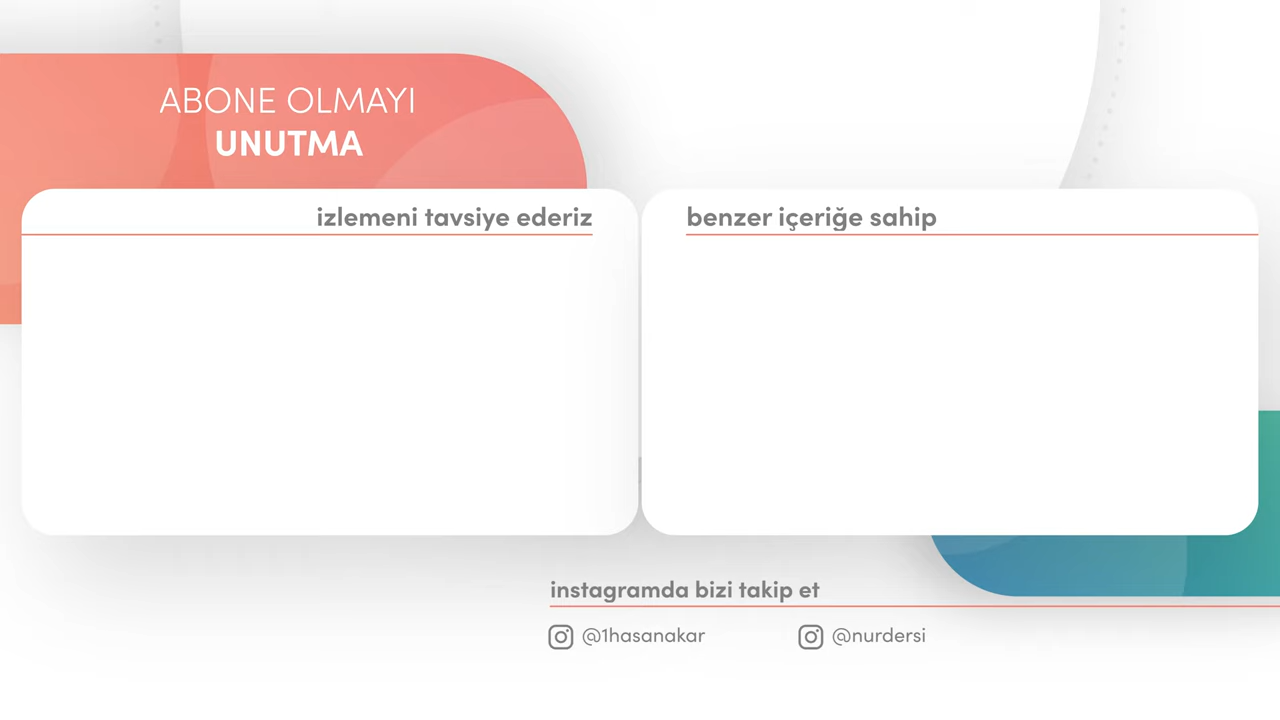 ABONE OLMAYI
UNUTMA
izlemeni tavsiye ederiz
benzer içeriğe sahip
instagramda bizi takip et
@1hasanakar
@nurdersi